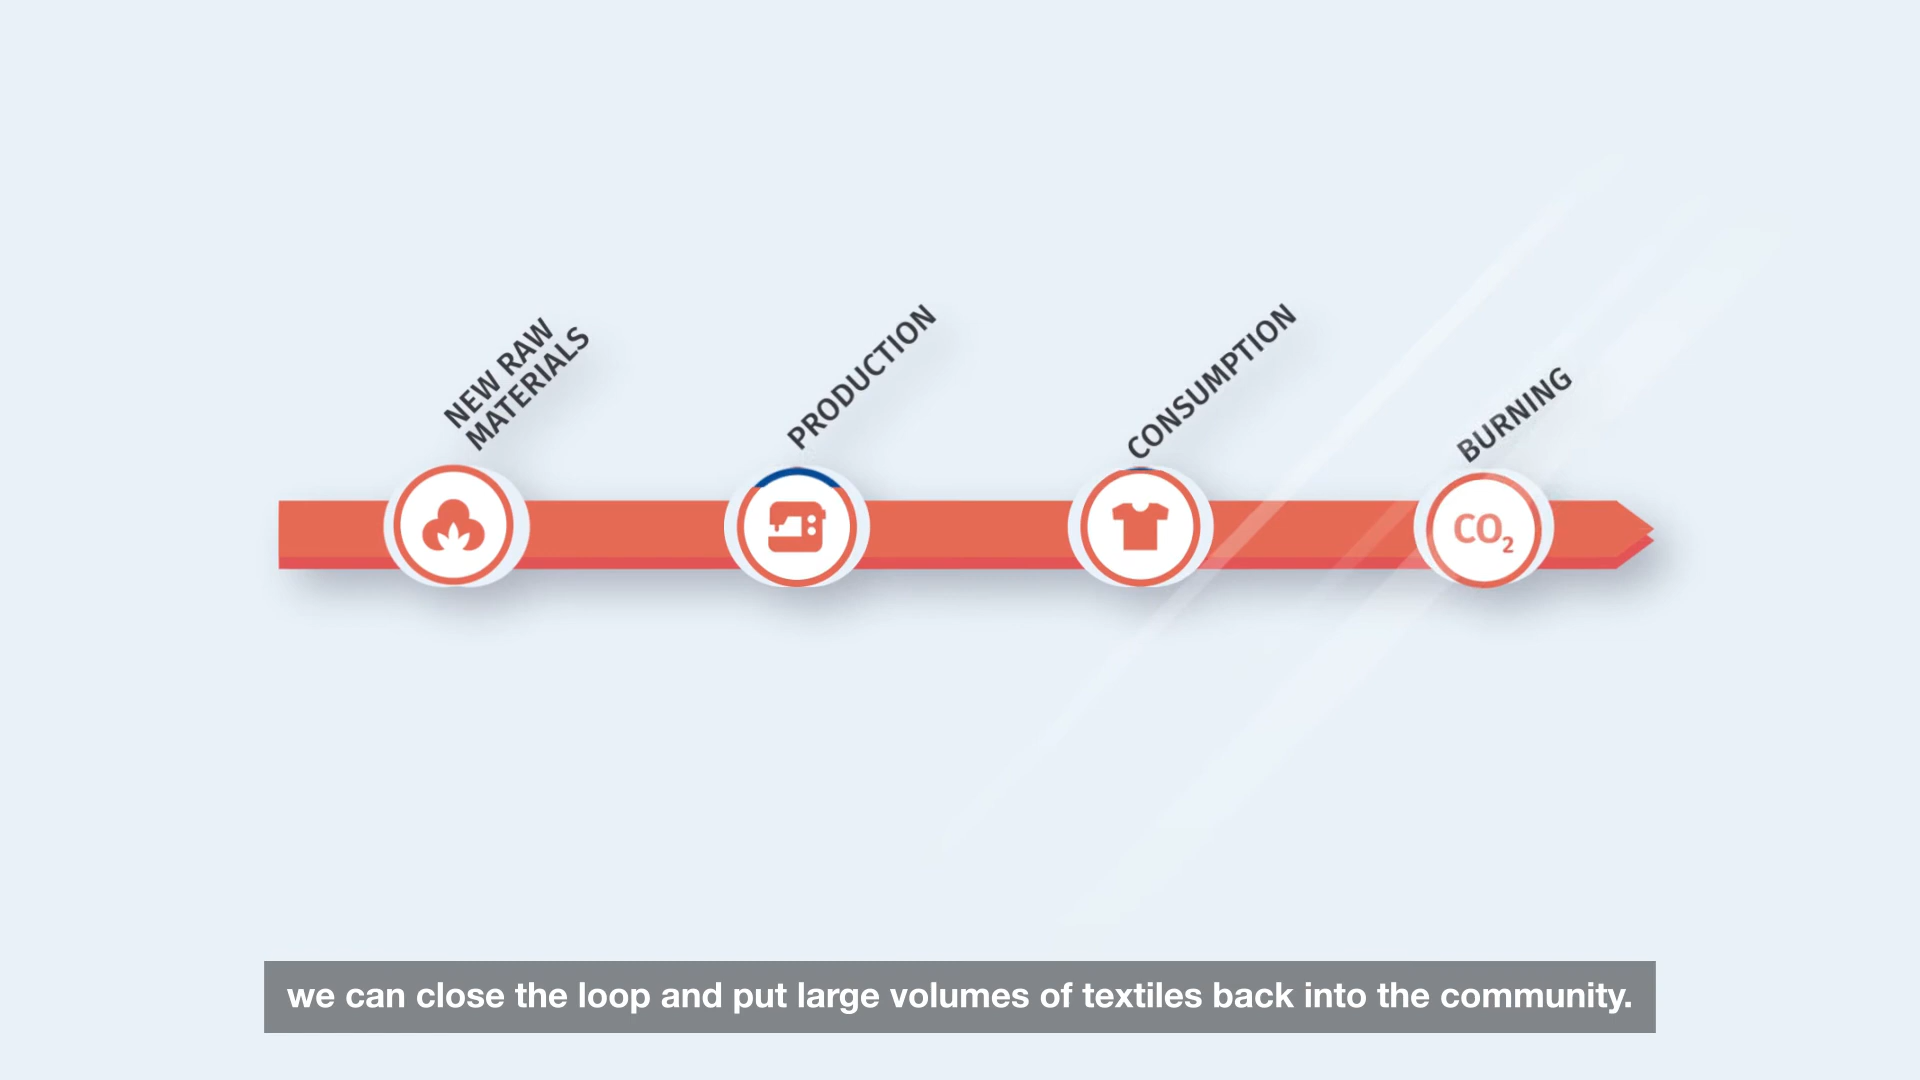 NEW RAW
MATERIALS
PRODUCTION
CONSUMPTION
BURNING
CO₂
we can close the loop and put large volumes of textiles back into the community.